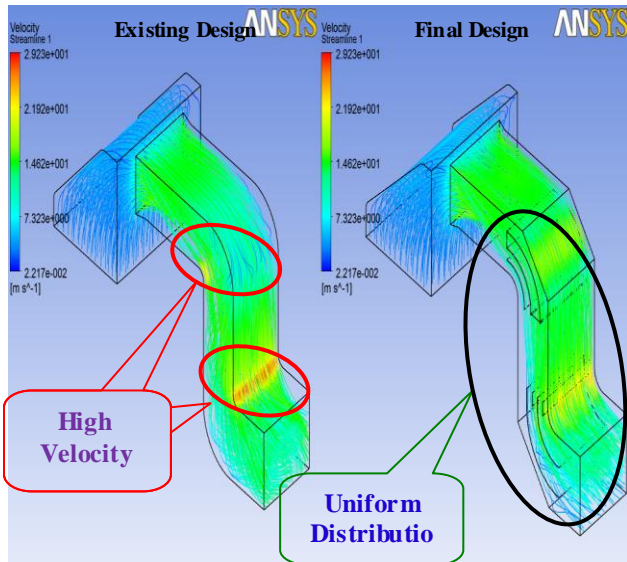 Velocity
Streamline 1
Existing Design
ANSYS
2.923e+001
2.192e+001
1.462e+001
7.323e+000
2.217e-002
[m s^-1]
High
Velocity
Velocity
Streamline 1
Final Design
ANSYS
2.923e+001
2.192e+001
1.462e+001
7.323e+000
2.217e-002
[m s^-1]
Uniform
Distributio